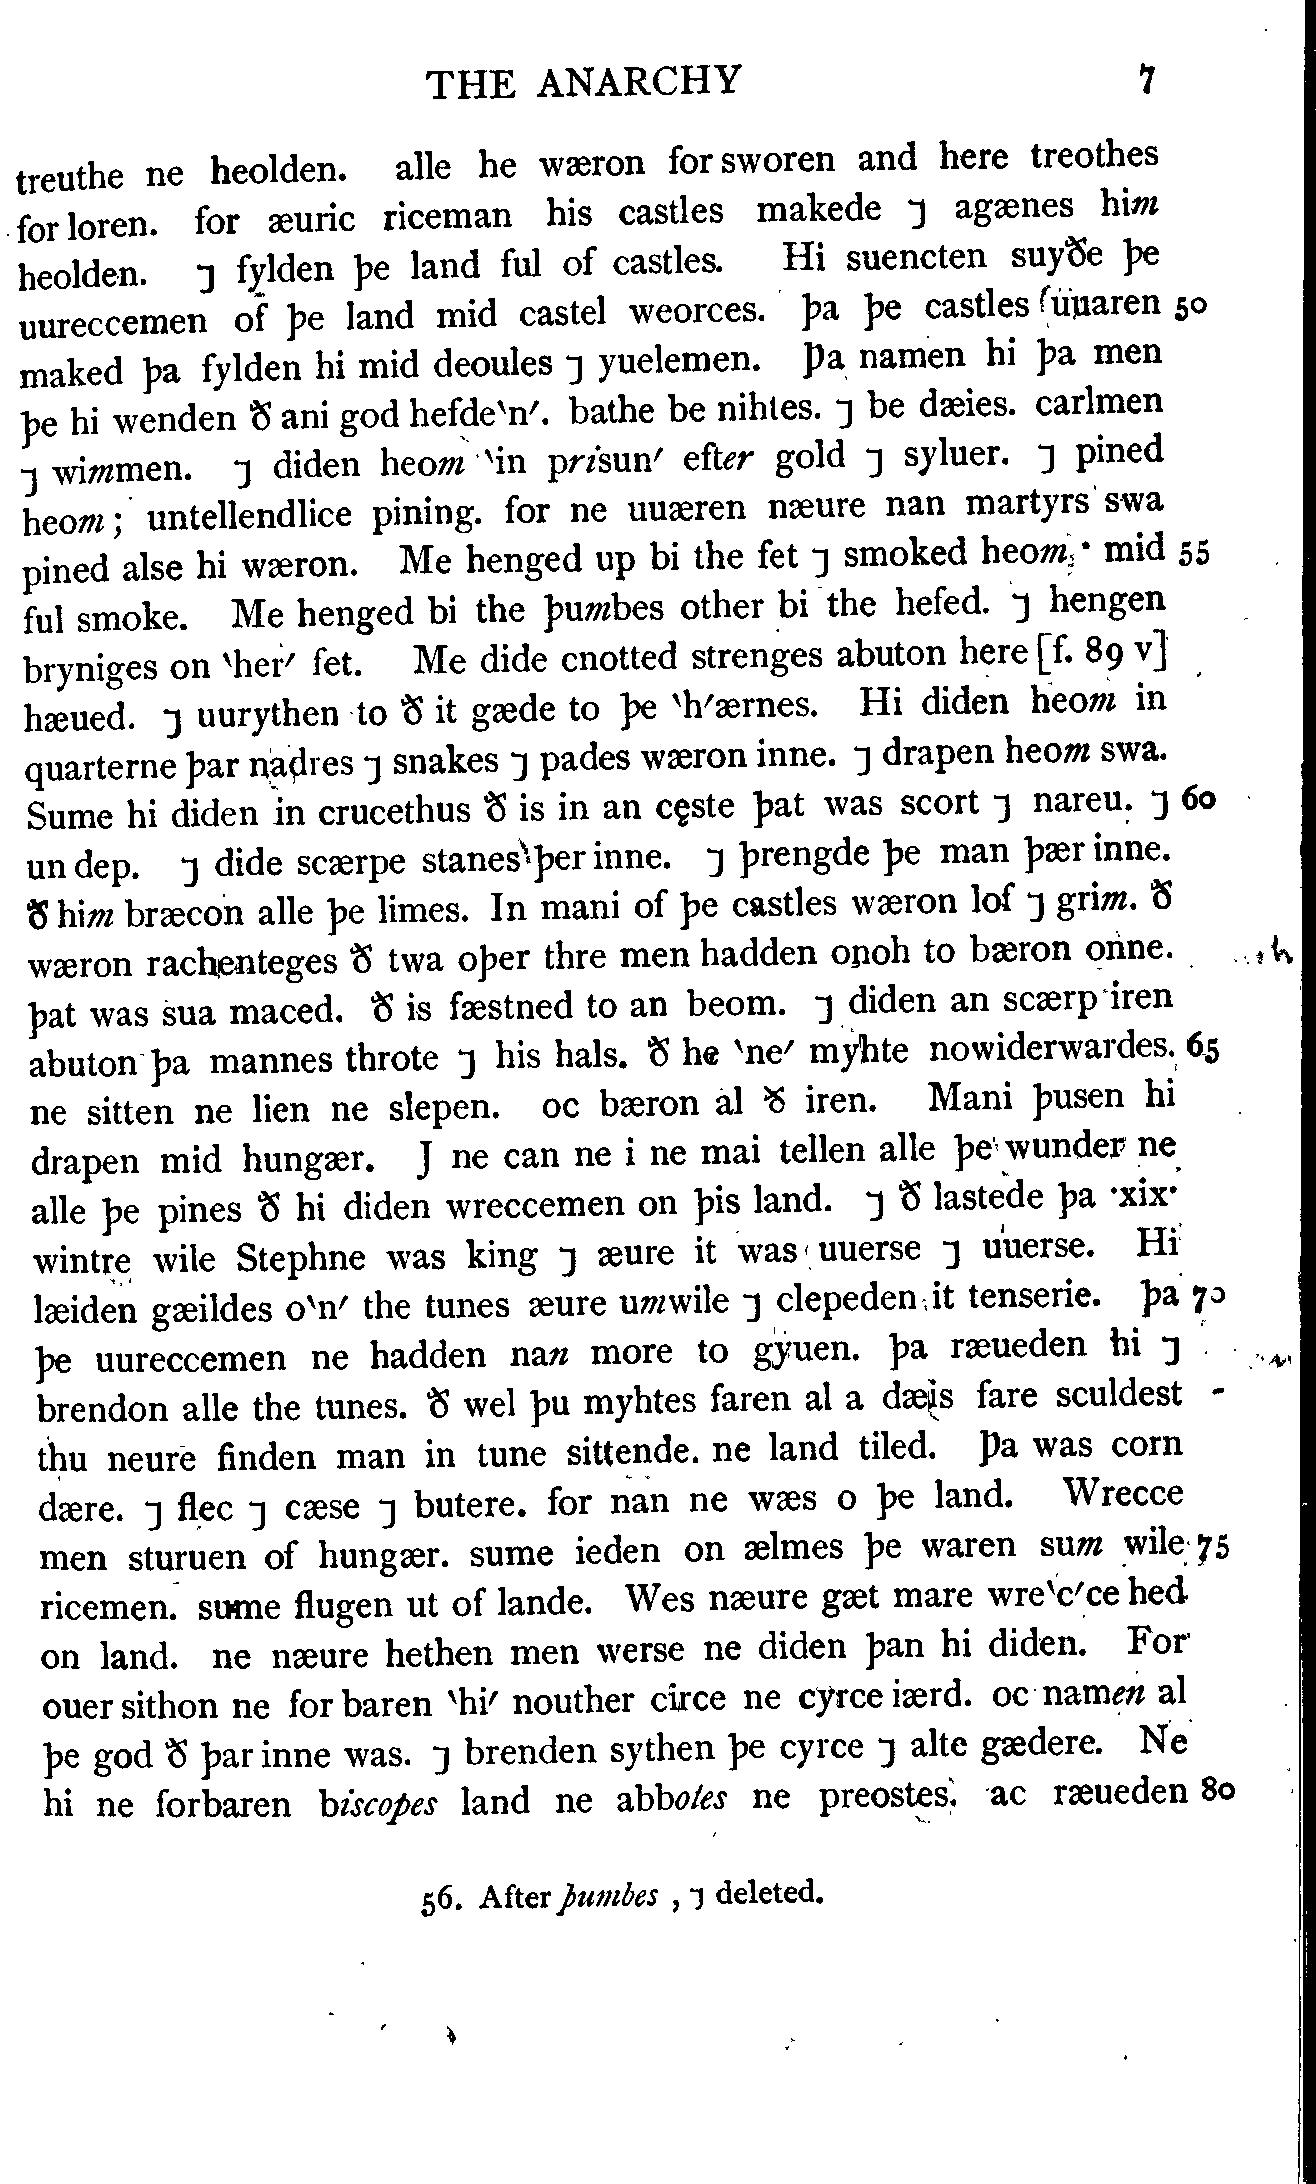 THE ANARCHY 7
treuthe ne heolden. alle he wæron for sworen and here treothes
for loren. for æuric riceman his castles makede ⁊ agænes him
heolden. ⁊ fylden þe land ful of castles. Hi suencten suyðe þe
uureccemen of þe land mid castel weorces. þa þe castles uuaren 50
maked þa fylden hi mid deoules ⁊ yuelemen. Þa namen hi þa men
þe hi wenden ꝥ ani god hefde‵n′. bathe be nihtes. ⁊ be dæies. carlmen
⁊ wimmen. ⁊ diden heom ‵in prisun′ efter gold ⁊ syluer. ⁊ pined
heom; untellendlice pining. for ne uuæren næure nan martyrs swa
pined alse hi wæron. Me henged up bi the fet ⁊ smoked heom· mid 55
ful smoke. Me henged bi the þumbes other bi the hefed. ⁊ hengen
bryniges on ‵her′ fet. Me dide cnotted strenges abuton here [f. 89 v]
hæued. ⁊ uurythen to ꝥ it gæde to þe ‵h′ærnes. Hi diden heom in
quarterne þar nadres ⁊ snakes ⁊ pades wæron inne. ⁊ drapen heom swa.
Sume hi diden in crucethus ꝥ is in an cęste þat was scort ⁊ nareu. ⁊ 60
un dep. ⁊ dide scærpe stanes þer inne. ⁊ þrengde þe man þær inne.
ꝥ him bræcon alle þe limes. In mani of þe castles wæron lof ⁊ grim. ꝥ
wæron rachenteges ꝥ twa oþer thre men hadden onoh to bæron onne.
þat was sua maced. ꝥ is fæstned to an beom. ⁊ diden an scærp iren
abuton þa mannes throte ⁊ his hals. ꝥ he ‵ne′ myhte nowiderwardes. 65
ne sitten ne lien ne slepen. oc bæron al ꝥ iren. Mani þusen hi
drapen mid hungær. J ne can ne i ne mai tellen alle þe wunder ne
alle þe pines ꝥ hi diden wreccemen on þis land. ⁊ ꝥ lastede þa ·xix·
wintre wile Stephne was king ⁊ æure it was uuerse ⁊ uuerse. Hi
læiden gæildes o‵n′ the tunes æure umwile ⁊ clepeden it tenserie. þa 70
þe uureccemen ne hadden nan more to gyuen. þa ræueden hi ⁊
brendon alle the tunes. ꝥ wel þu myhtes faren al a dæis fare sculdest
thu neure finden man in tune sittende. ne land tiled. Þa was corn
dære. ⁊ flec ⁊ cæse ⁊ butere. for nan ne wæs o þe land. Wrecce
men sturuen of hungær. sume ieden on ælmes þe waren sum wile 75
ricemen. sume flugen ut of lande. Wes næure gæt mare wre‵c′ce hed
on land. ne næure hethen men werse ne diden þan hi diden. For
ouer sithon ne for baren ‵hi′ nouther circe ne cyrce iærd. oc namen al
þe god ꝥ þar inne was. ⁊ brenden sythen þe cyrce ⁊ alte gædere. Ne
hi ne forbaren biscopes land ne abbotes ne preostes. ac ræueden 80
56. After þumbes, ⁊ deleted.